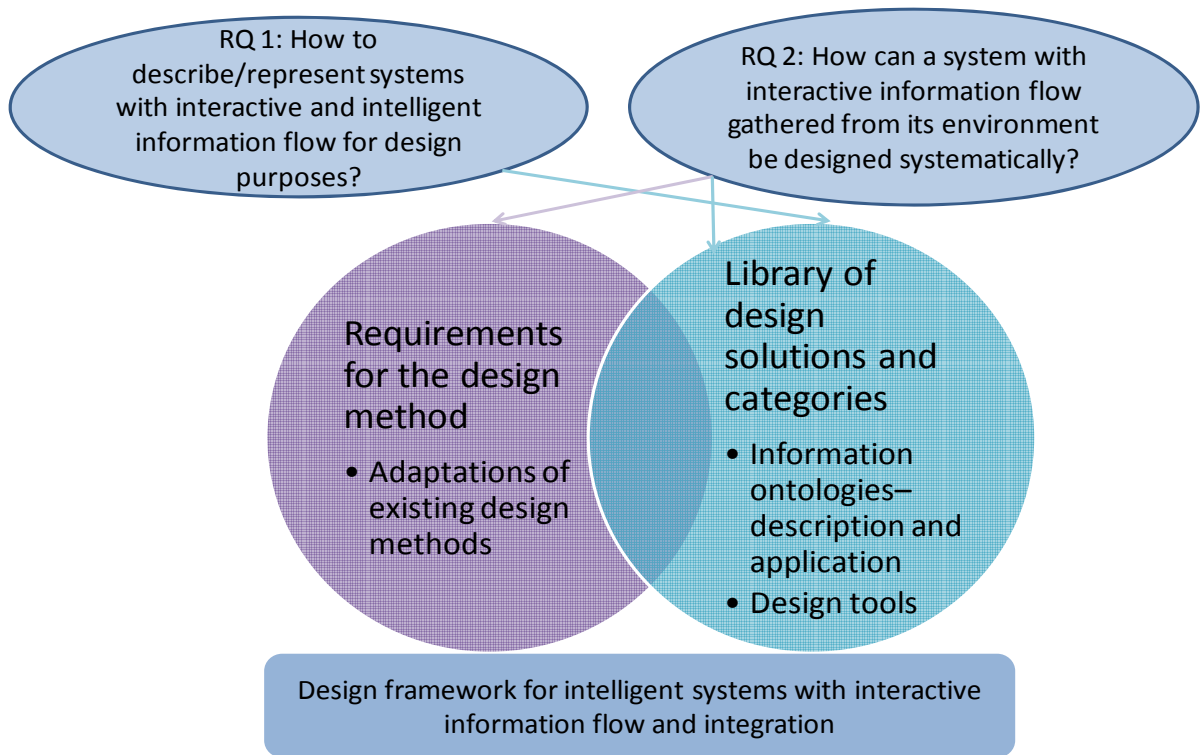 RQ 1: How to
describe/represent systems
with interactive and intelligent
information flow for design
purposes?
RQ 2: How can a system with
interactive information flow
gathered from its environment
be designed systematically?
Requirements
for the design
method
• Adaptations of
existing design
methods
Library of
design
solutions and
categories
• Information
ontologies–
description and
application
• Design tools
Design framework for intelligent systems with interactive
information flow and integration